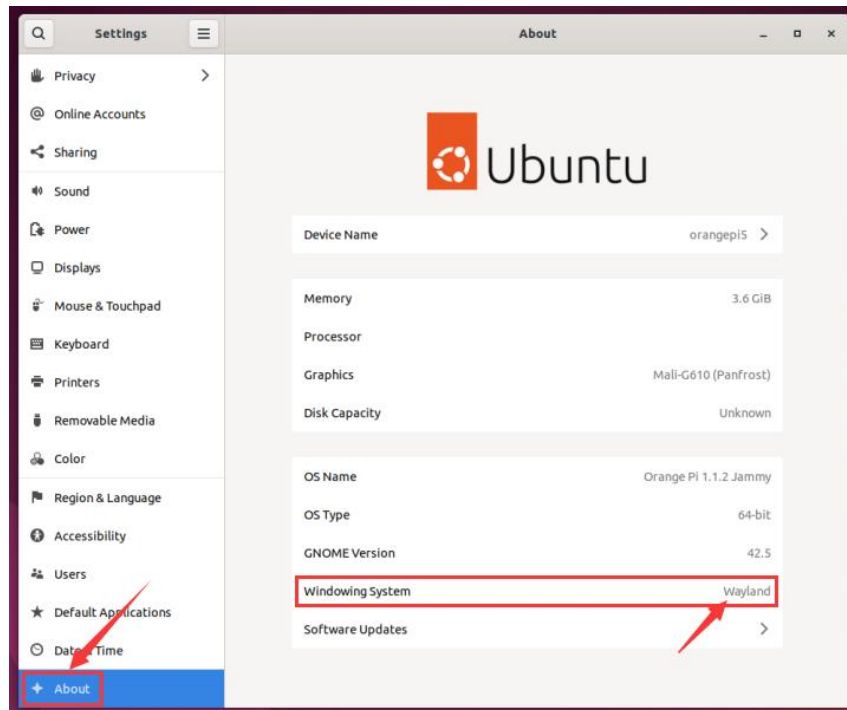 Settings
About
Privacy
Online Accounts
Sharing
Sound
Power
Displays
Mouse & Touchpad
Keyboard
Printers
Removable Media
Color
Region & Language
Accessibility
Users
Default Applications
Date & Time
About
Ubuntu
Device Name orangepi5
Memory 3.6 GiB
Processor
Graphics Mali-G610 (Panfrost)
Disk Capacity Unknown
OS Name Orange Pi 1.1.2 Jammy
OS Type 64-bit
GNOME Version 42.5
Windowing System Wayland
Software Updates